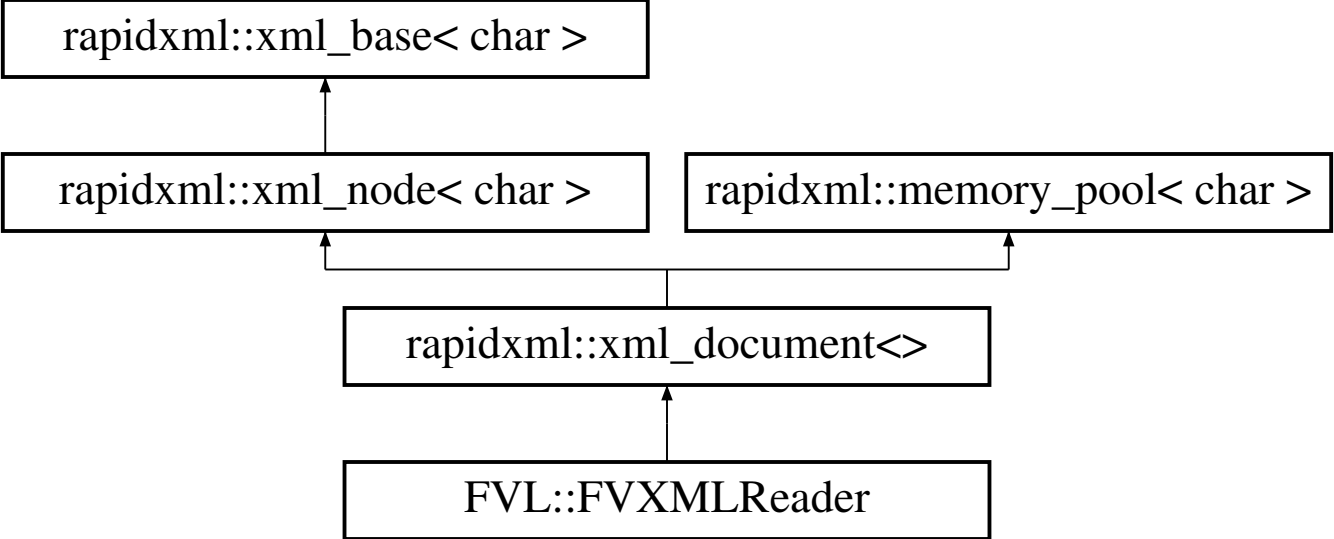 rapidxml::xml_base< char >
rapidxml::xml_node< char >
rapidxml::memory_pool< char >
rapidxml::xml_document<>
FVL::FVXMLReader